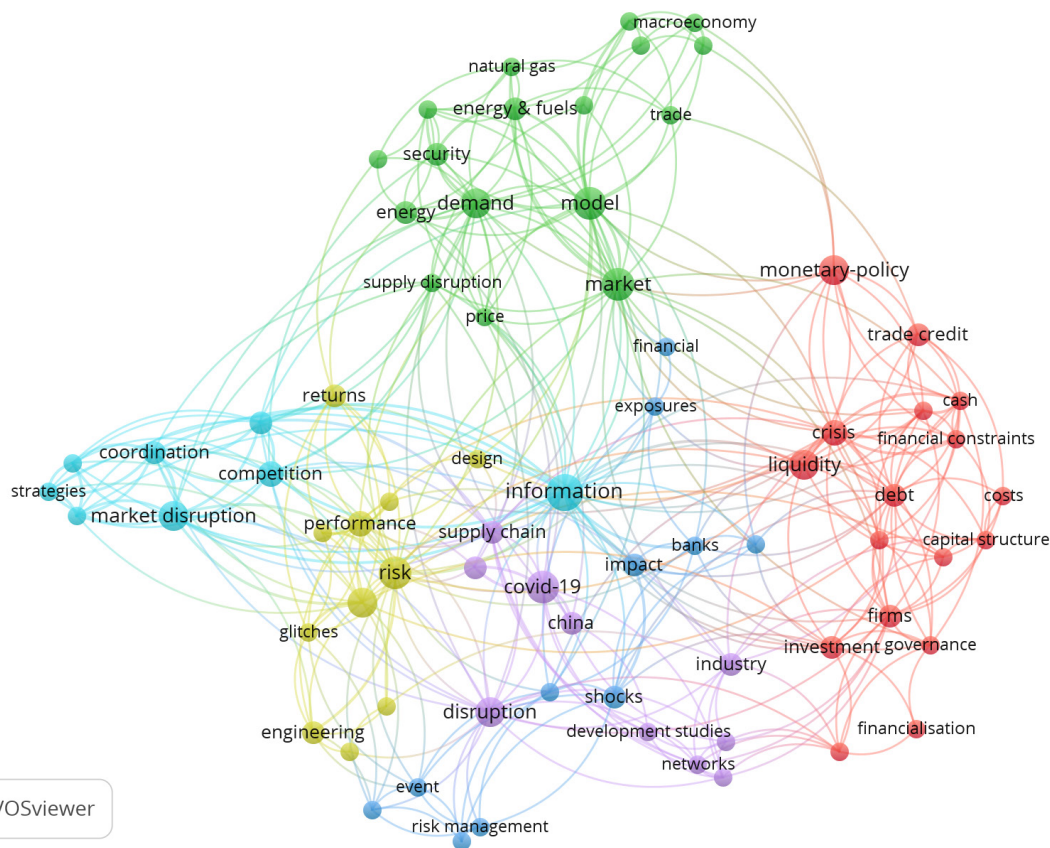 macroeconomy
natural gas
energy & fuels
trade
security
energy
demand
model
monetary-policy
supply disruption
market
price
trade credit
financial
returns
exposures
cash
crisis
financial constraints
coordination
design
competition
liquidity
strategies
information
debt
costs
market disruption
performance
supply chain
capital structure
banks
impact
risk
covid-19
china
firms
glitches
investment
governance
industry
shocks
disruption
engineering
development studies
financialisation
networks
event
VOSviewer
risk management